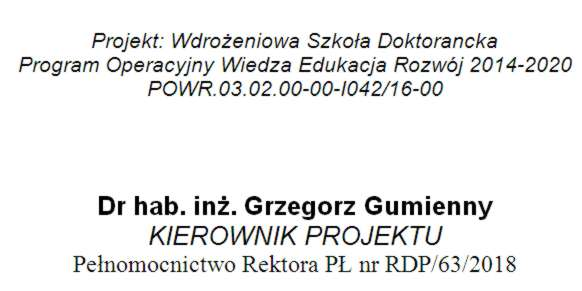 Projekt: Wdrożeniowa Szkoła Doktorancka
Program Operacyjny Wiedza Edukacja Rozwój 2014-2020
POWR.03.02.00-00-I042/16-00
Dr hab. inż. Grzegorz Gumienny
KIEROWNIK PROJEKTU
Pełnomocnictwo Rektora PŁ nr RDP/63/2018